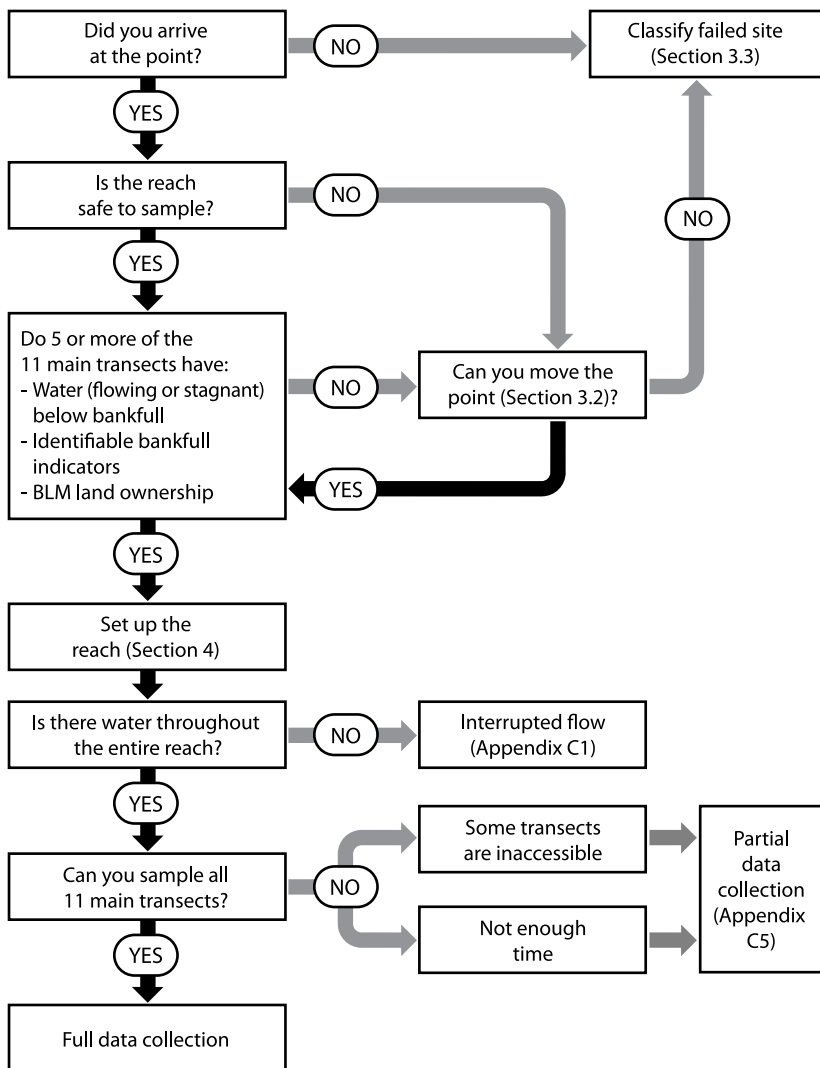 Did you arrive
at the point?
NO
Classify failed site
(Section 3.3)
YES
Is the reach
safe to sample?
NO
NO
YES
Do 5 or more of the
11 main transects have:
- Water (flowing or stagnant)
below bankfull
- Identifiable bankfull
indicators
- BLM land ownership
NO
Can you move the
point (Section 3.2)?
YES
YES
Set up the
reach (Section 4)
Is there water throughout
the entire reach?
NO
Interrupted flow
(Appendix C1)
YES
Can you sample all
11 main transects?
NO
Some transects
are inaccessible
Not enough
time
Partial
data
collection
(Appendix
C5)
YES
Full data collection